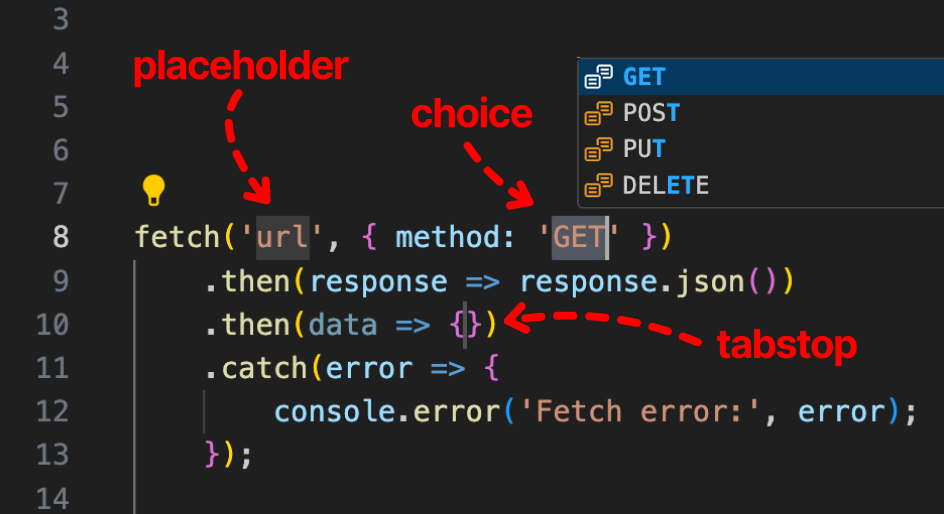 3
4
placeholder
GET
5
choice
POST
6
PUT
7
DELETE
8 fetch('url', { method: 'GET' })
9 .then(response => response.json())
10 .then(data => {})
tabstop
11 .catch(error => {
12 console.error('Fetch error:', error);
13 });
14